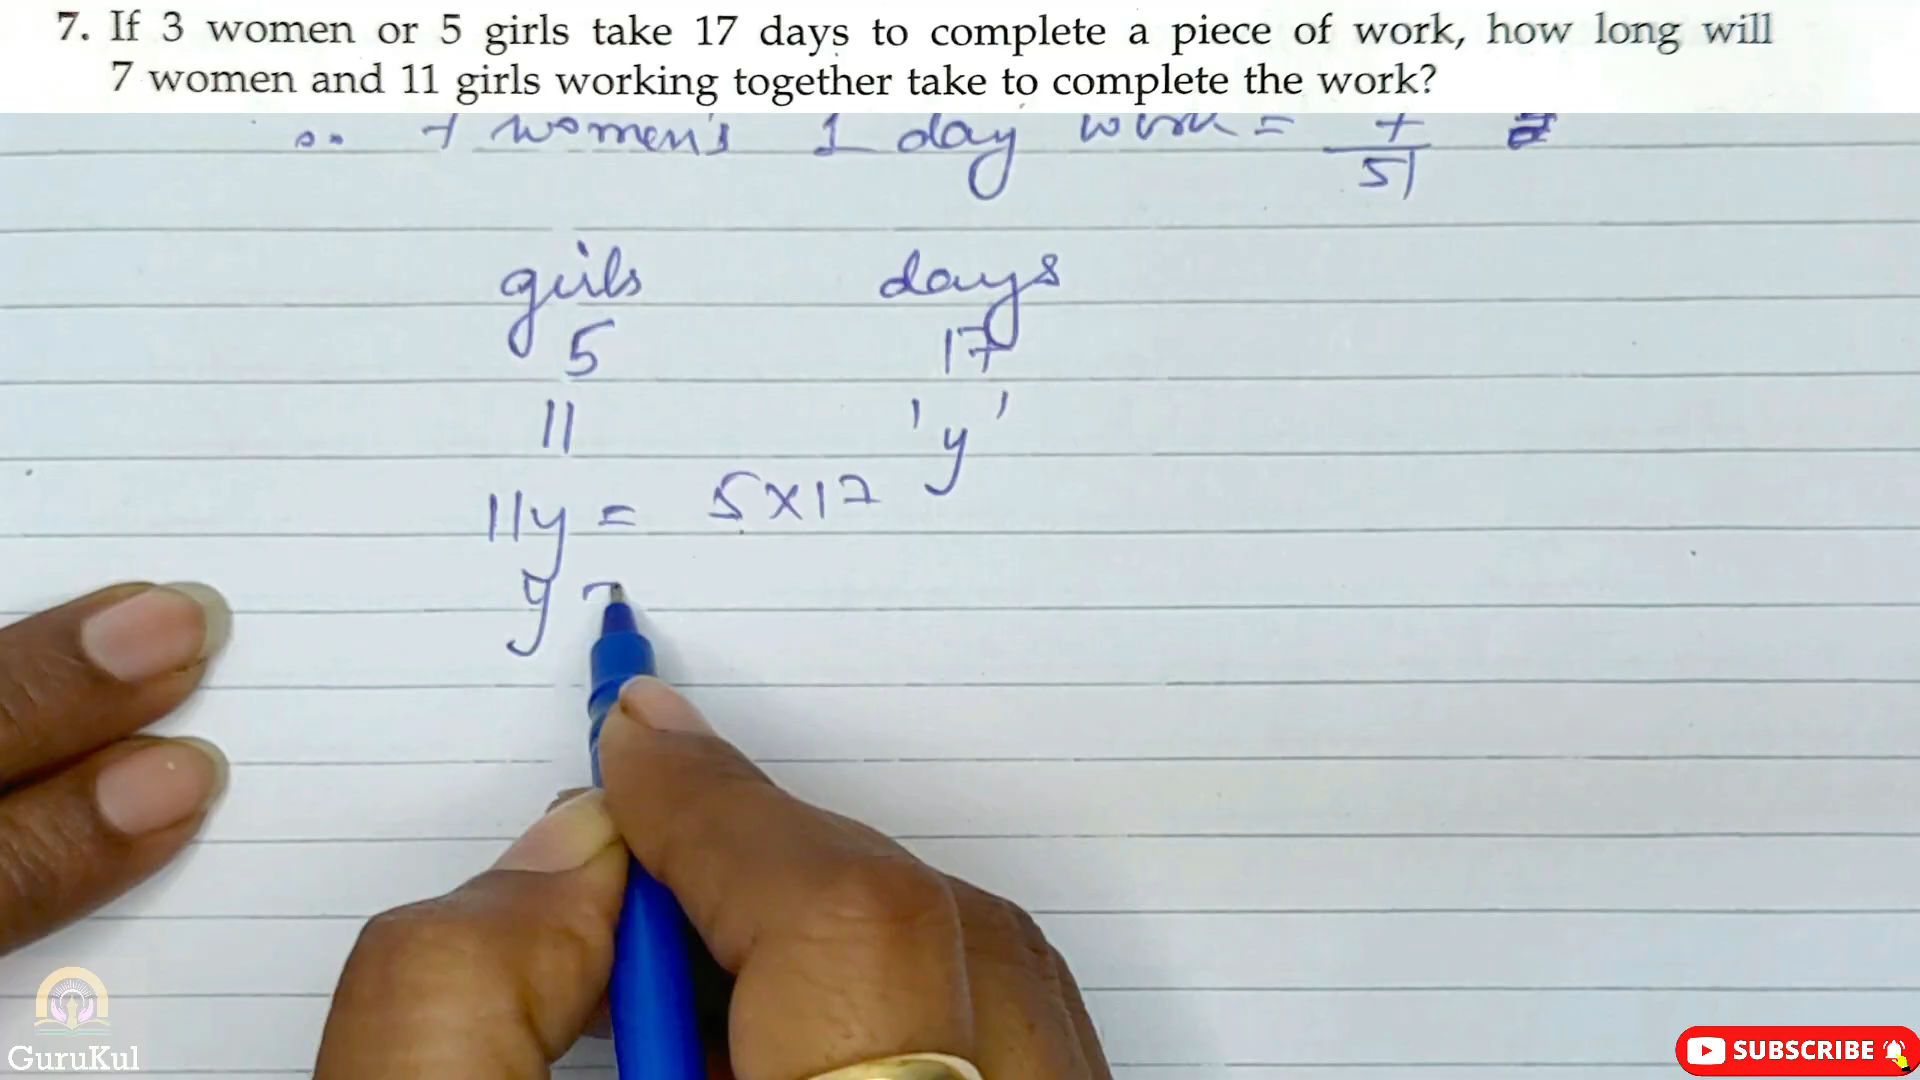 7. If 3 women or 5 girls take 17 days to complete a piece of work, how long will
7 women and 11 girls working together take to complete the work?
women's 1 day work = 7/51
girls days
5 17
11 'y'
11y = 5×17
y =
GuruKul
SUBSCRIBE